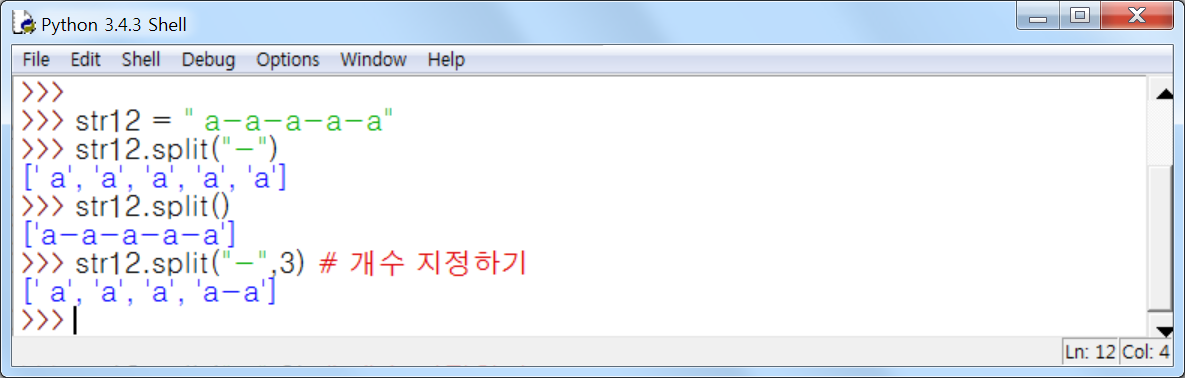 Python 3.4.3 Shell
File Edit Shell Debug Options Window Help
>>>
>>> str12 = " a-a-a-a-a"
>>> str12.split("-")
[' a', 'a', 'a', 'a', 'a']
>>> str12.split()
['a-a-a-a-a']
>>> str12.split("-",3) # 개수 지정하기
[' a', 'a', 'a', 'a-a']
>>>
Ln: 12 Col: 4